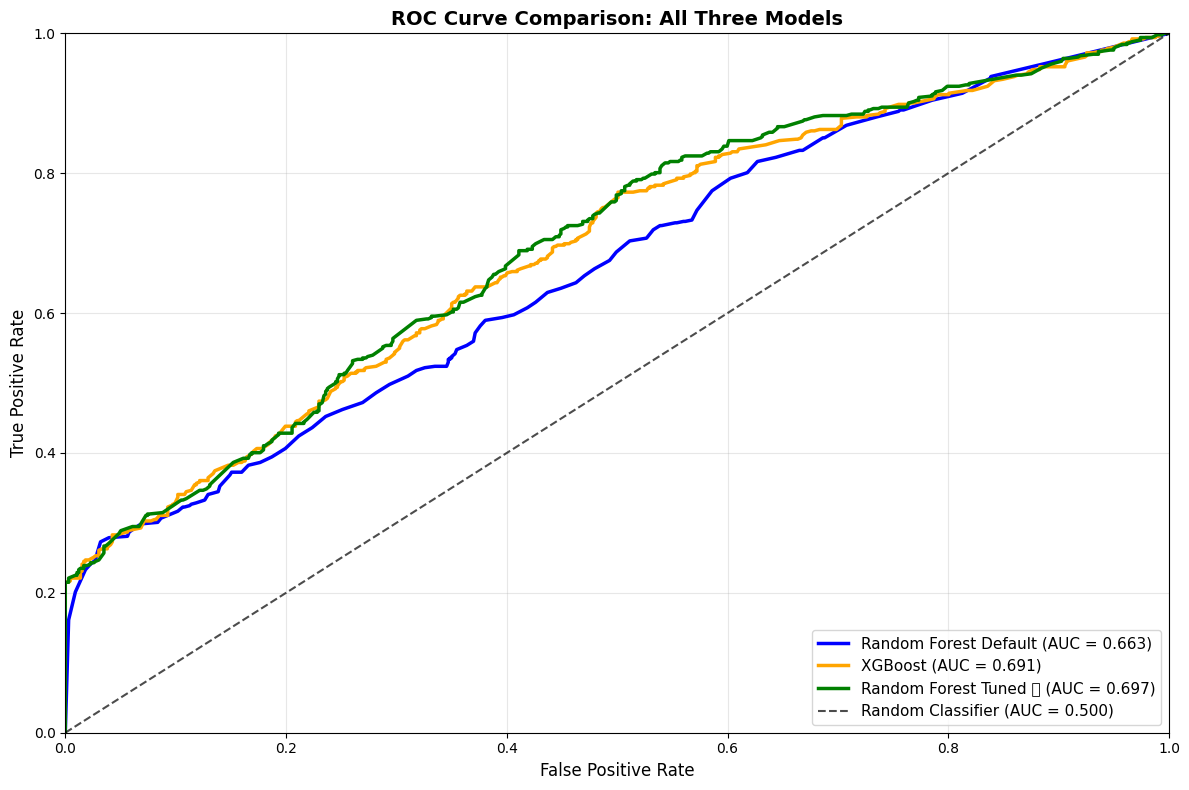 ROC Curve Comparison: All Three Models
True Positive Rate
1.0
0.8
0.6
0.4
0.2
0.0
0.0 0.2 0.4 0.6 0.8 1.0
False Positive Rate
Random Forest Default (AUC = 0.663)
XGBoost (AUC = 0.691)
Random Forest Tuned (AUC = 0.697)
Random Classifier (AUC = 0.500)